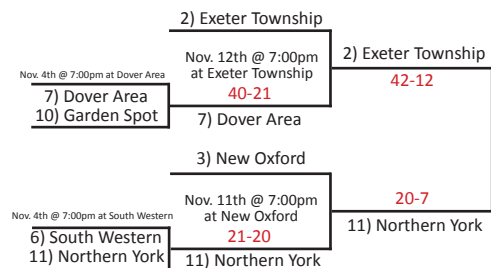 2) Exeter Township
Nov. 12th @ 7:00pm
at Exeter Township
40-21
2) Exeter Township
42-12
Nov. 4th @ 7:00pm at Dover Area
7) Dover Area
10) Garden Spot
7) Dover Area
3) New Oxford
Nov. 11th @ 7:00pm
at New Oxford
21-20
20-7
11) Northern York
Nov. 4th @ 7:00pm at South Western
6) South Western
11) Northern York
11) Northern York